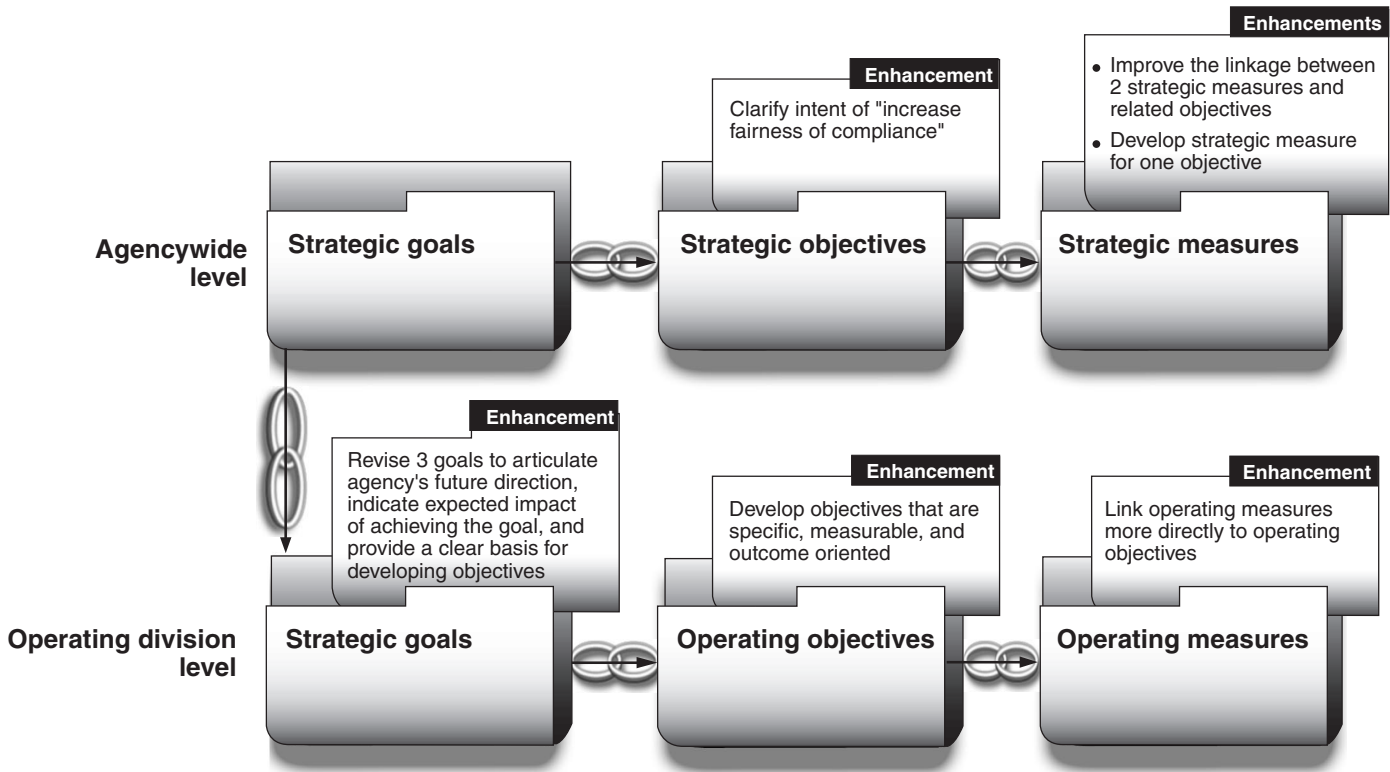 Agencywide
level
Strategic goals
Enhancement
Clarify intent of "increase
fairness of compliance"
Strategic objectives
Enhancements
• Improve the linkage between
2 strategic measures and
related objectives
• Develop strategic measure
for one objective
Strategic measures
Operating division
level
Enhancement
Revise 3 goals to articulate
agency's future direction,
indicate expected impact
of achieving the goal, and
provide a clear basis for
developing objectives
Strategic goals
Enhancement
Develop objectives that are
specific, measurable, and
outcome oriented
Operating objectives
Enhancement
Link operating measures
more directly to operating
objectives
Operating measures